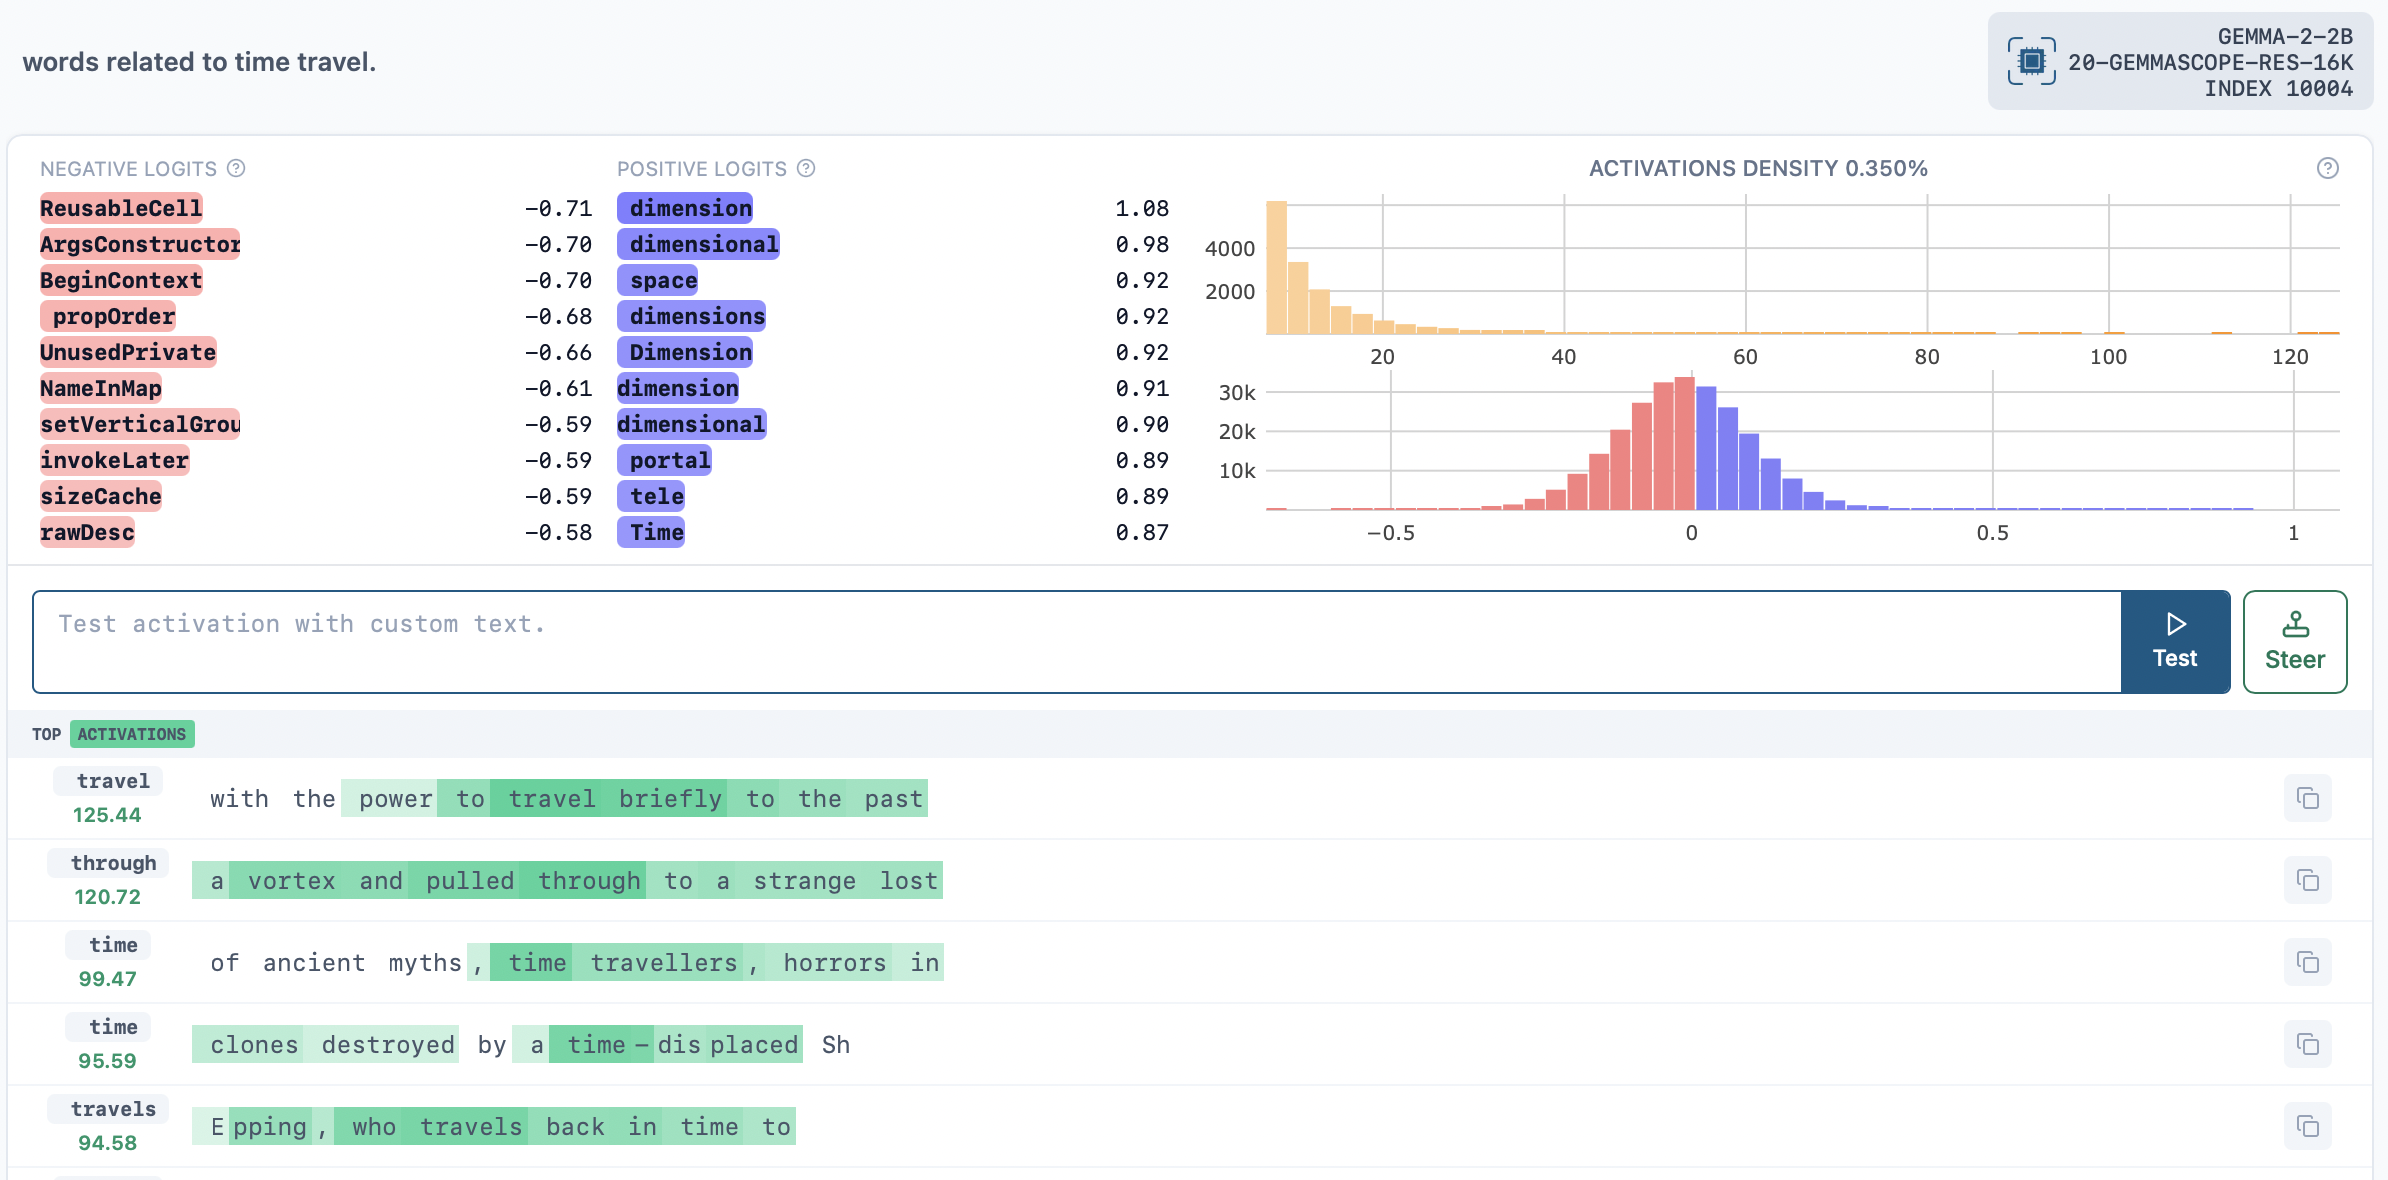 words related to time travel.
GEMMA-2-2B
20-GEMMASCOPE-RES-16K
INDEX 10004
NEGATIVE LOGITS
ReusableCell −0.71
ArgsConstructor −0.70
BeginContext −0.70
propOrder −0.68
UnusedPrivate −0.66
NameInMap −0.61
setVerticalGrou −0.59
invokeLater −0.59
sizeCache −0.59
rawDesc −0.58
POSITIVE LOGITS
dimension 1.08
dimensional 0.98
space 0.92
dimensions 0.92
Dimension 0.92
dimension 0.91
dimensional 0.90
portal 0.89
tele 0.89
Time 0.87
ACTIVATIONS DENSITY 0.350%
4000
2000
20 40 60 80 100 120
30k
20k
10k
−0.5 0 0.5 1
Test activation with custom text.
Test
Steer
TOP ACTIVATIONS
travel
125.44
with the power to travel briefly to the past
through
120.72
a vortex and pulled through to a strange lost
time
99.47
of ancient myths, time travellers, horrors in
time
95.59
clones destroyed by a time-displaced Sh
travels
94.58
Epping, who travels back in time to